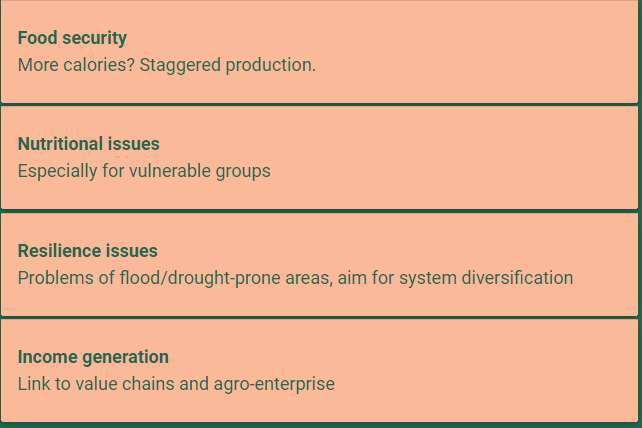 Food security
More calories? Staggered production.
Nutritional issues
Especially for vulnerable groups
Resilience issues
Problems of flood/drought-prone areas, aim for system diversification
Income generation
Link to value chains and agro-enterprise